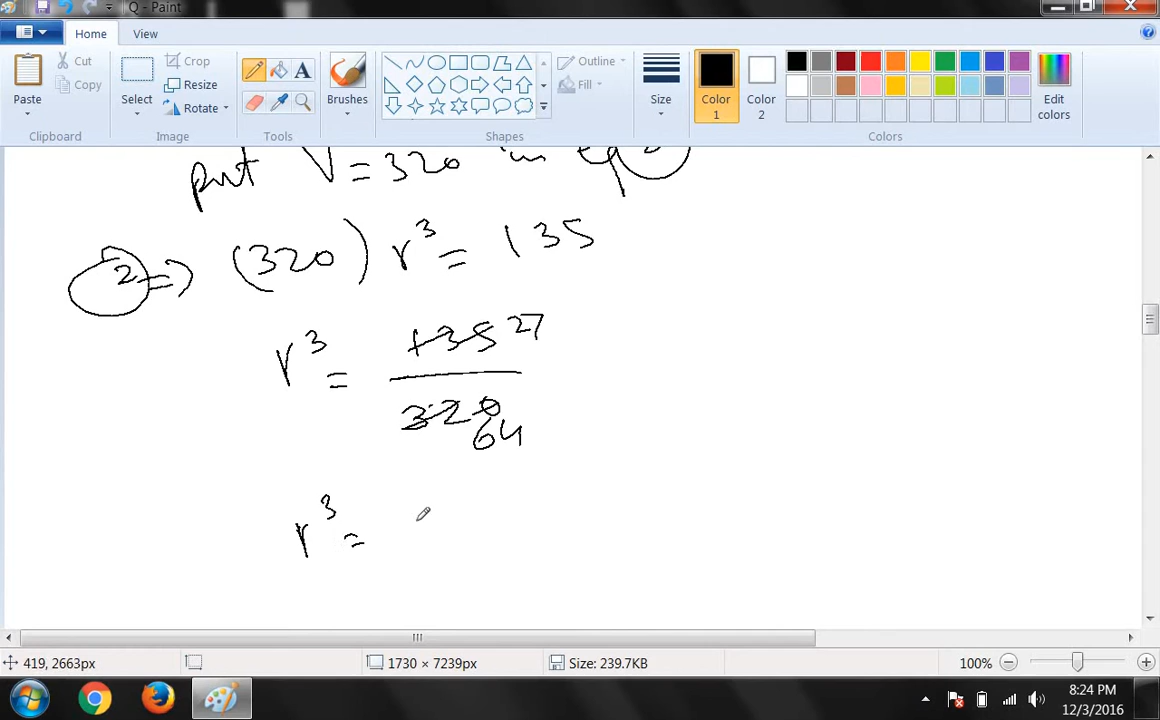 Q - Paint
Home View
Paste
Cut
Copy
Clipboard
Select
Crop
Resize
Rotate
Image
Tools
Brushes
Outline
Fill
Shapes
Size
Color 1
Color 2
Edit colors
Colors
put V=320 in eq 2
2 => (320) r³ = 135
r³ = 135 27
320
64
r³ =
419, 2663px
1730 × 7239px
Size: 239.7KB
100%
8:24 PM
12/3/2016